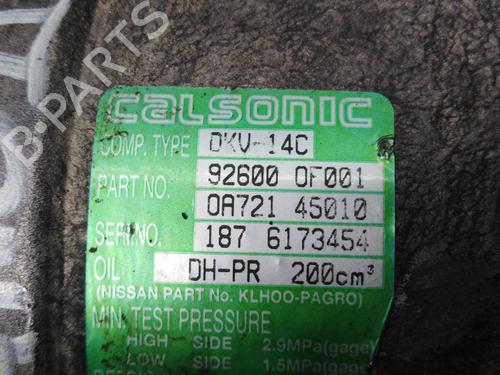 calsonic
COMP. TYPE DKV-14C
PART NO. 92600 0F001
0A721 45010
SERI.NO. 187 6173454
OIL DH-PR 200cm³
(NISSAN PART No. KLHOO-PAGRO)
MIN. TEST PRESSURE
HIGH SIDE 2.9MPa(gage)
LOW SIDE 1.5MPa(gage)
B-PARTS